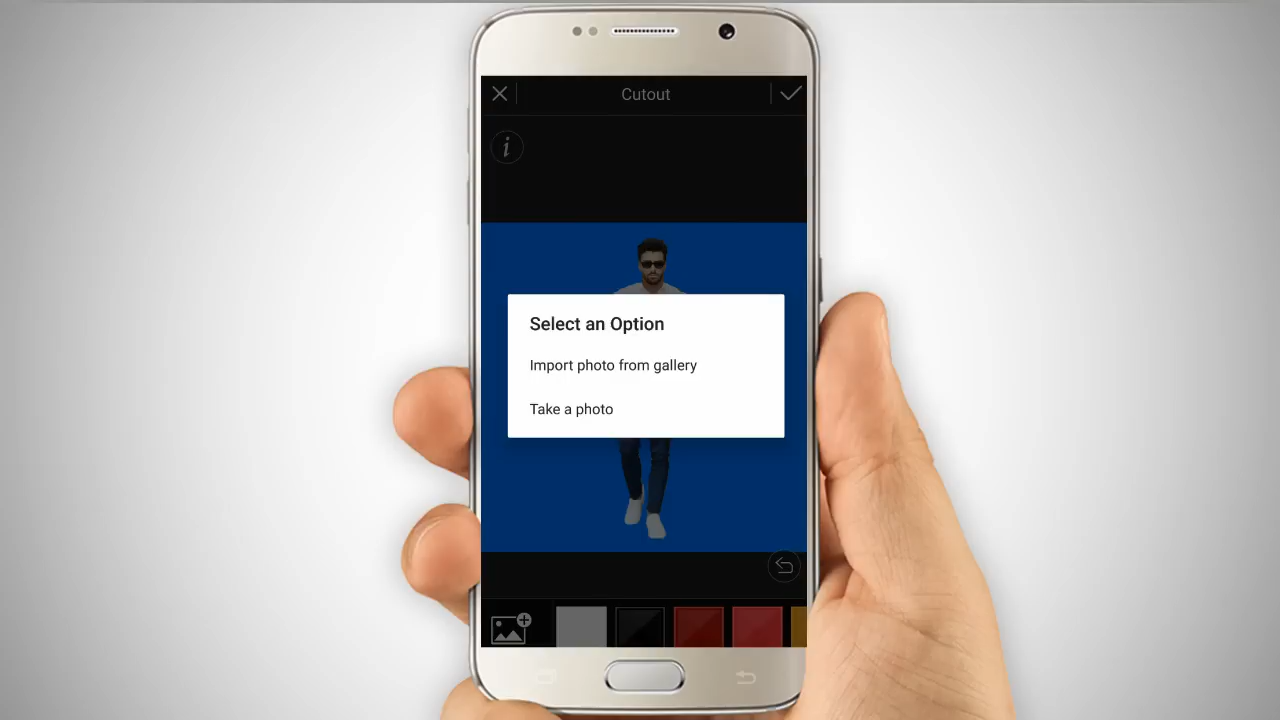 Cutout
i
Select an Option
Import photo from gallery
Take a photo